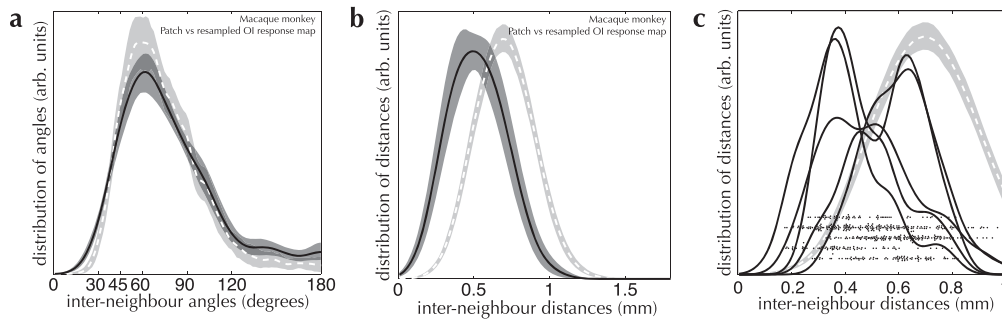 a
Macaque monkey
Patch vs resampled OI response map
distribution of angles (arb. units)
0 30 45 60 90 120 180
inter-neighbour angles (degrees)
b
Macaque monkey
Patch vs resampled OI response map
distribution of distances (arb. units)
0 0.5 1 1.5
inter-neighbour distances (mm)
c
distribution of distances (arb. units)
0 0.2 0.4 0.6 0.8
inter-neighbour distances (mm)